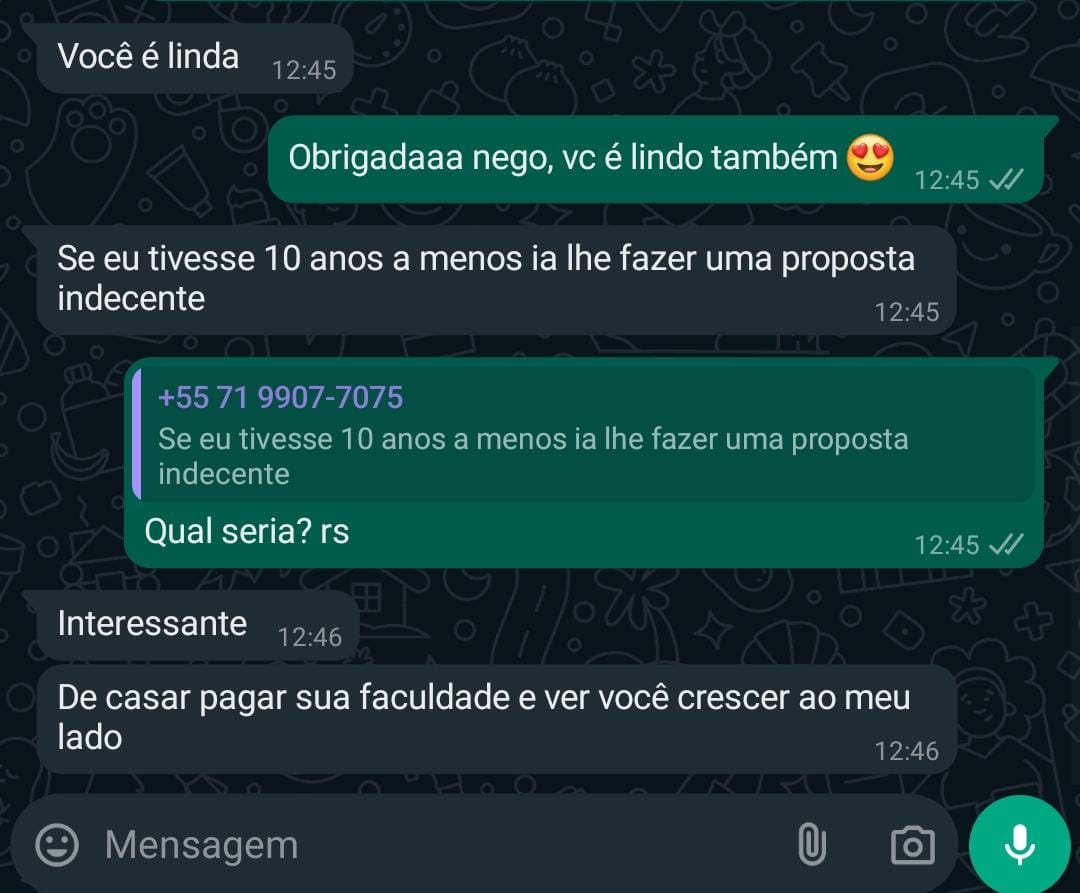 Você é linda
12:45
Obrigadaaa nego, vc é lindo também 😍
12:45
Se eu tivesse 10 anos a menos ia lhe fazer uma proposta
indecente
12:45
+55 71 9907-7075
Se eu tivesse 10 anos a menos ia lhe fazer uma proposta
indecente
Qual seria? rs
12:45
Interessante
12:46
De casar pagar sua faculdade e ver você crescer ao meu
lado
12:46
Mensagem